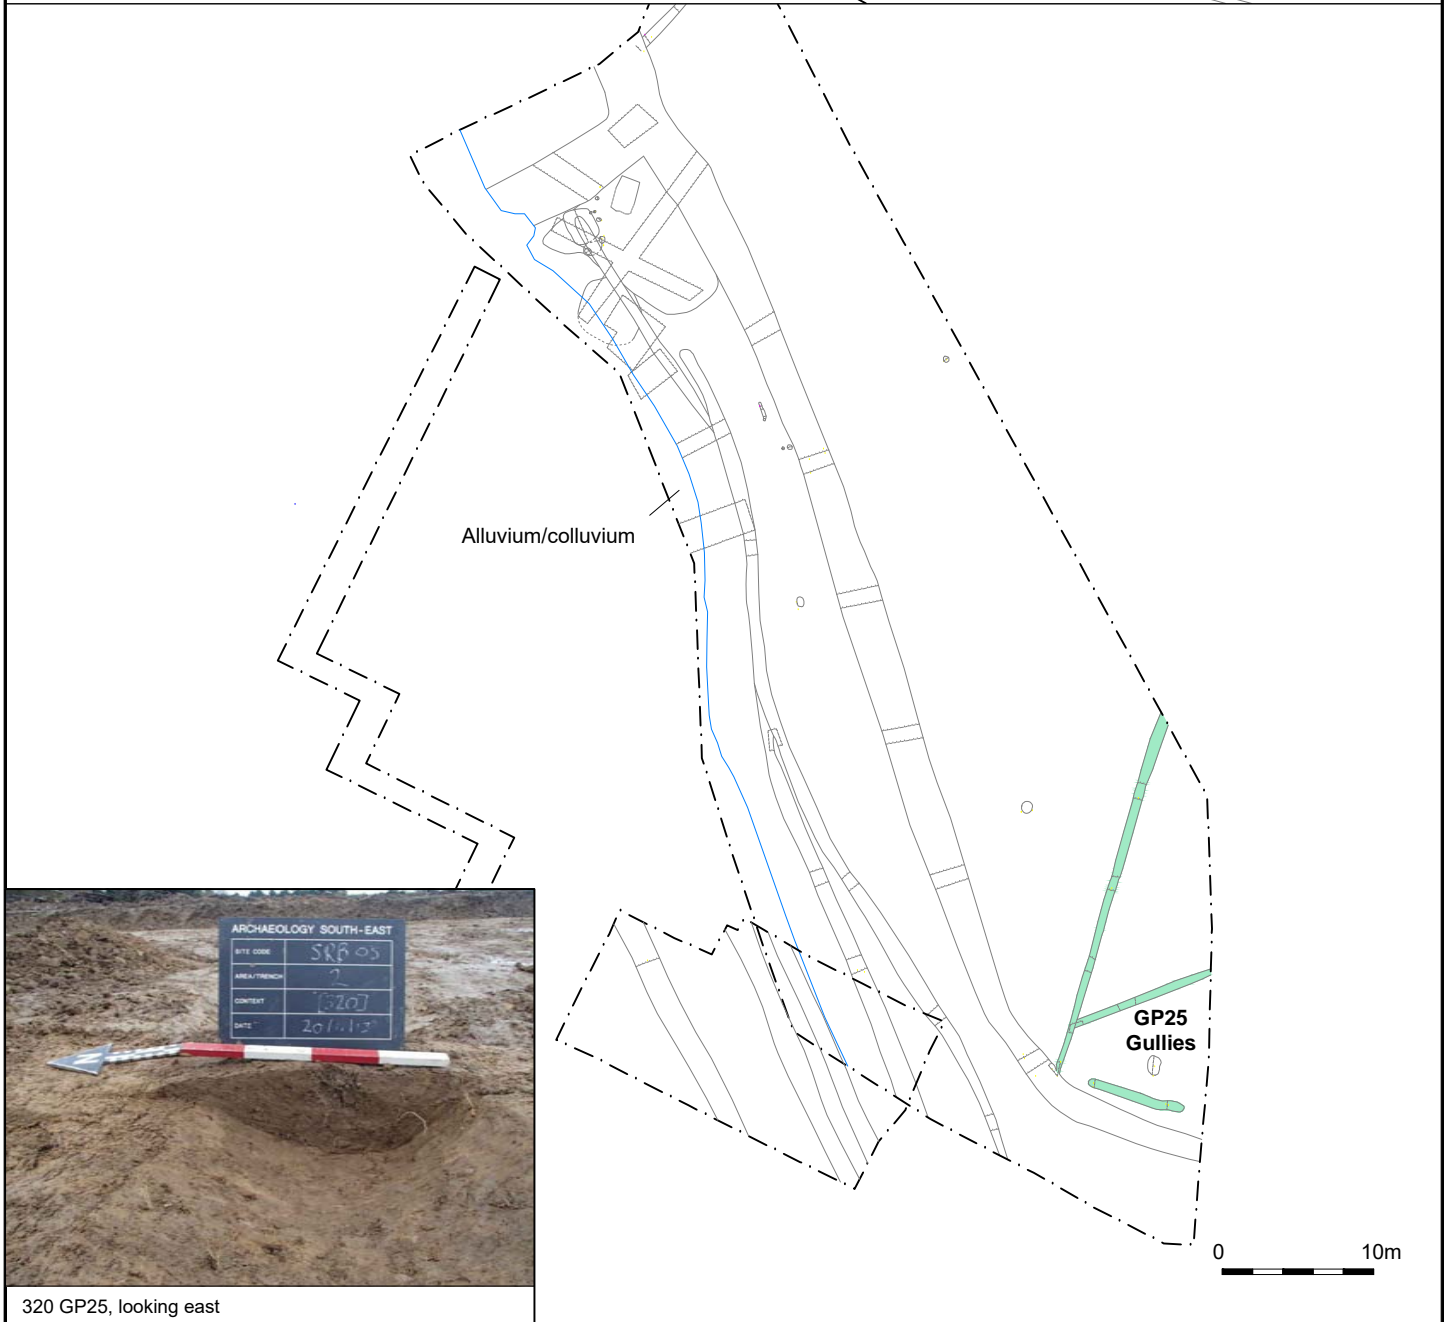 Alluvium/colluvium
GP25
Gullies
0 10m
ARCHAEOLOGY SOUTH-EAST
SITE CODE SRB 05
AREA/TRENCH 2
CONTEXT [320]
DATE
N
320 GP25, looking east